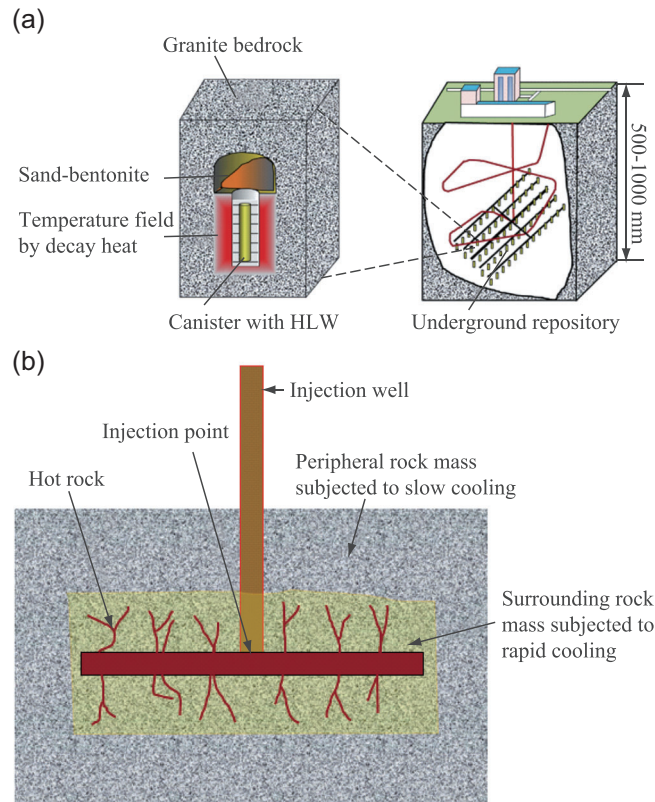 (a)
Granite bedrock
Sand-bentonite
Temperature field
by decay heat
Canister with HLW
500-1000 mm
Underground repository
(b)
Injection well
Injection point
Hot rock
Peripheral rock mass
subjected to slow cooling
Surrounding rock
mass subjected to
rapid cooling